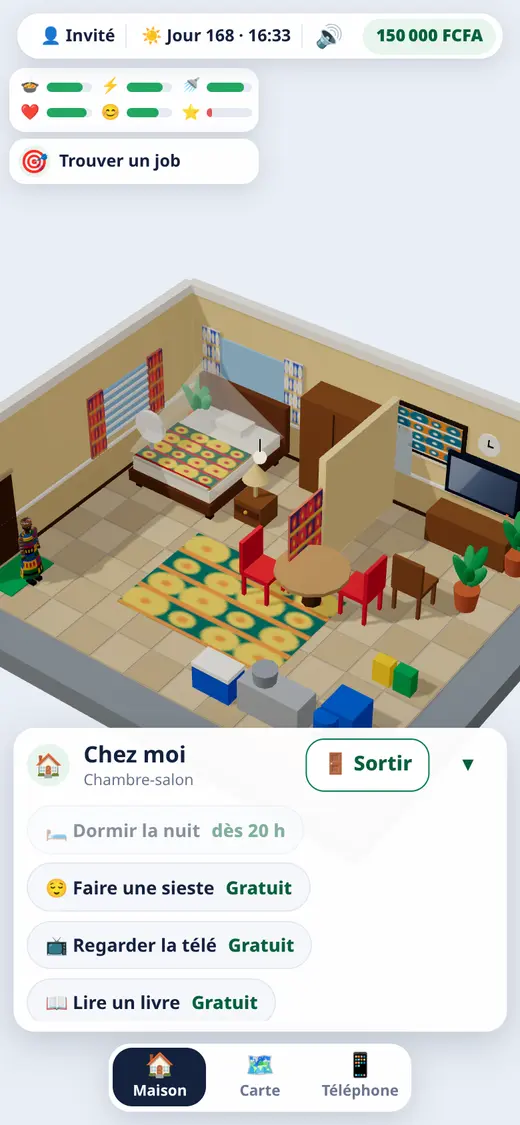 Invité
Jour 168 · 16:33
150 000 FCFA
Trouver un job
Chez moi
Chambre-salon
Sortir
Dormir la nuit dès 20 h
Faire une sieste Gratuit
Regarder la télé Gratuit
Lire un livre Gratuit
Maison
Carte
Téléphone